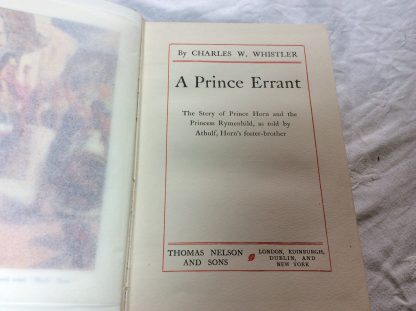 By CHARLES W. WHISTLER
A Prince Errant
The Story of Prince Horn and the
Princess Rymenhild, as told by
Athulf, Horn's foster-brother
THOMAS NELSON
AND SONS
LONDON, EDINBURGH,
DUBLIN, AND
NEW YORK